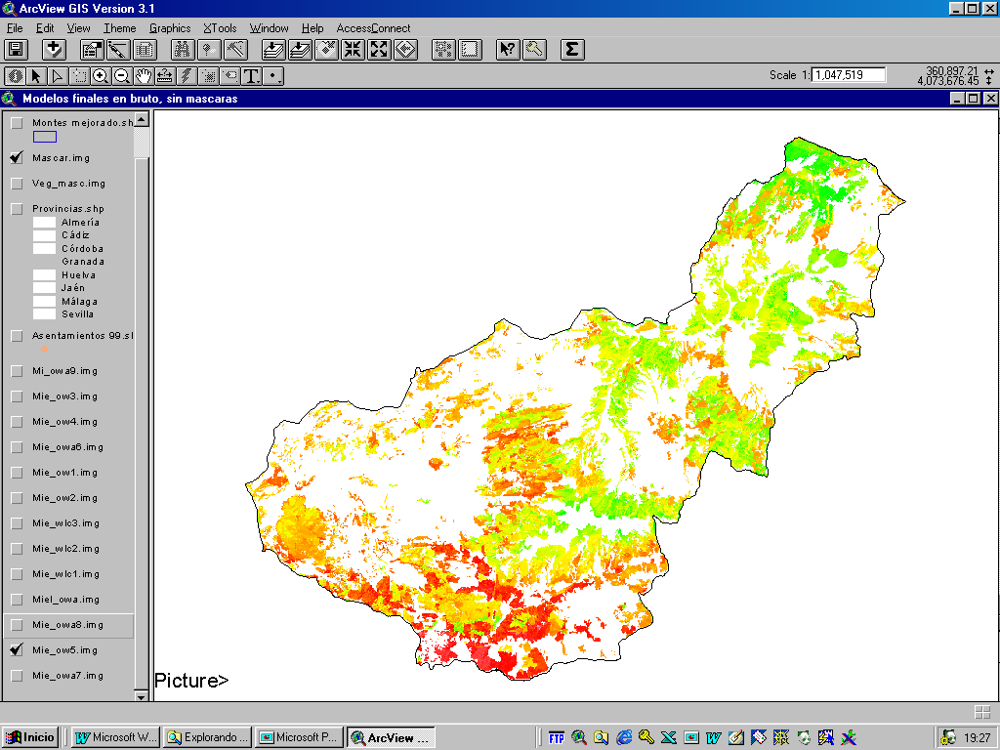 ArcView GIS Version 3.1
File Edit View Theme Graphics XTools Window Help AccessConnect
Scale 1: 1,047,519 360,897.21
4,073,676.45
Modelos finales en bruto, sin mascaras
Montes mejorado.sh
Mascar.img
Veg_masc.img
Provincias.shp
Almería
Cádiz
Córdoba
Granada
Huelva
Jaén
Málaga
Sevilla
Asentamientos 99.sl
Mi_owa9.img
Mie_ow3.img
Mie_ow4.img
Mie_owa6.img
Mie_ow1.img
Mie_ow2.img
Mie_wlc3.img
Mie_wlc2.img
Mie_wlc1.img
Miel_owa.img
Mie_owa8.img
Mie_ow5.img
Mie_owa7.img
Picture>
Inicio Microsoft W... Explorando ... Microsoft P... ArcView ... FTP 19:27